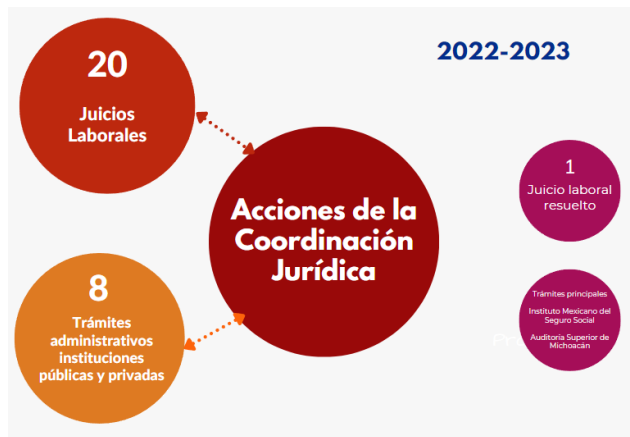 2022-2023
20
Juicios
Laborales
Acciones de la
Coordinación
Jurídica
8
Trámites
administrativos
instituciones
públicas y privadas
1
Juicio laboral
resuelto
Trámites principales
Instituto Mexicano del
Seguro Social
Auditoría Superior de
Michoacán